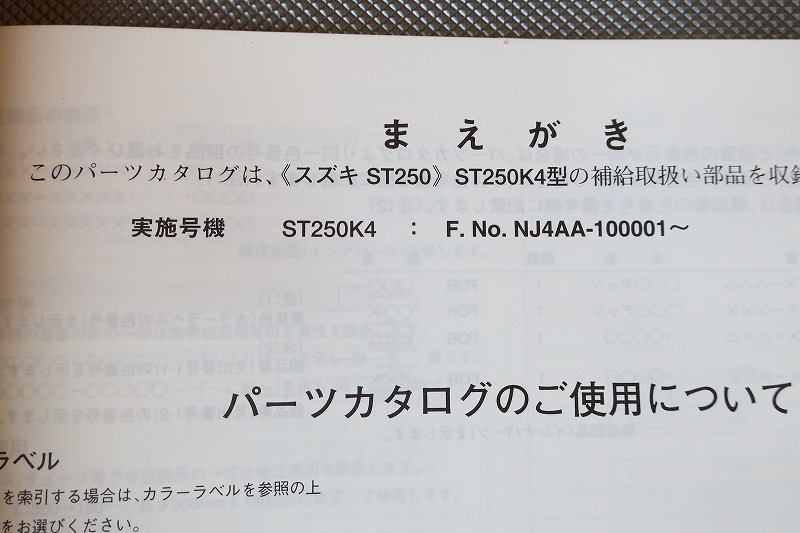 まえがき
このパーツカタログは、《スズキ ST250》 ST250K4型の補給取扱い部品を収
実施号機 ST250K4 : F. No. NJ4AA-100001～
パーツカタログのご使用について
ラベル
を索引する場合は、カラーラベルを参照の上
をお選びください。